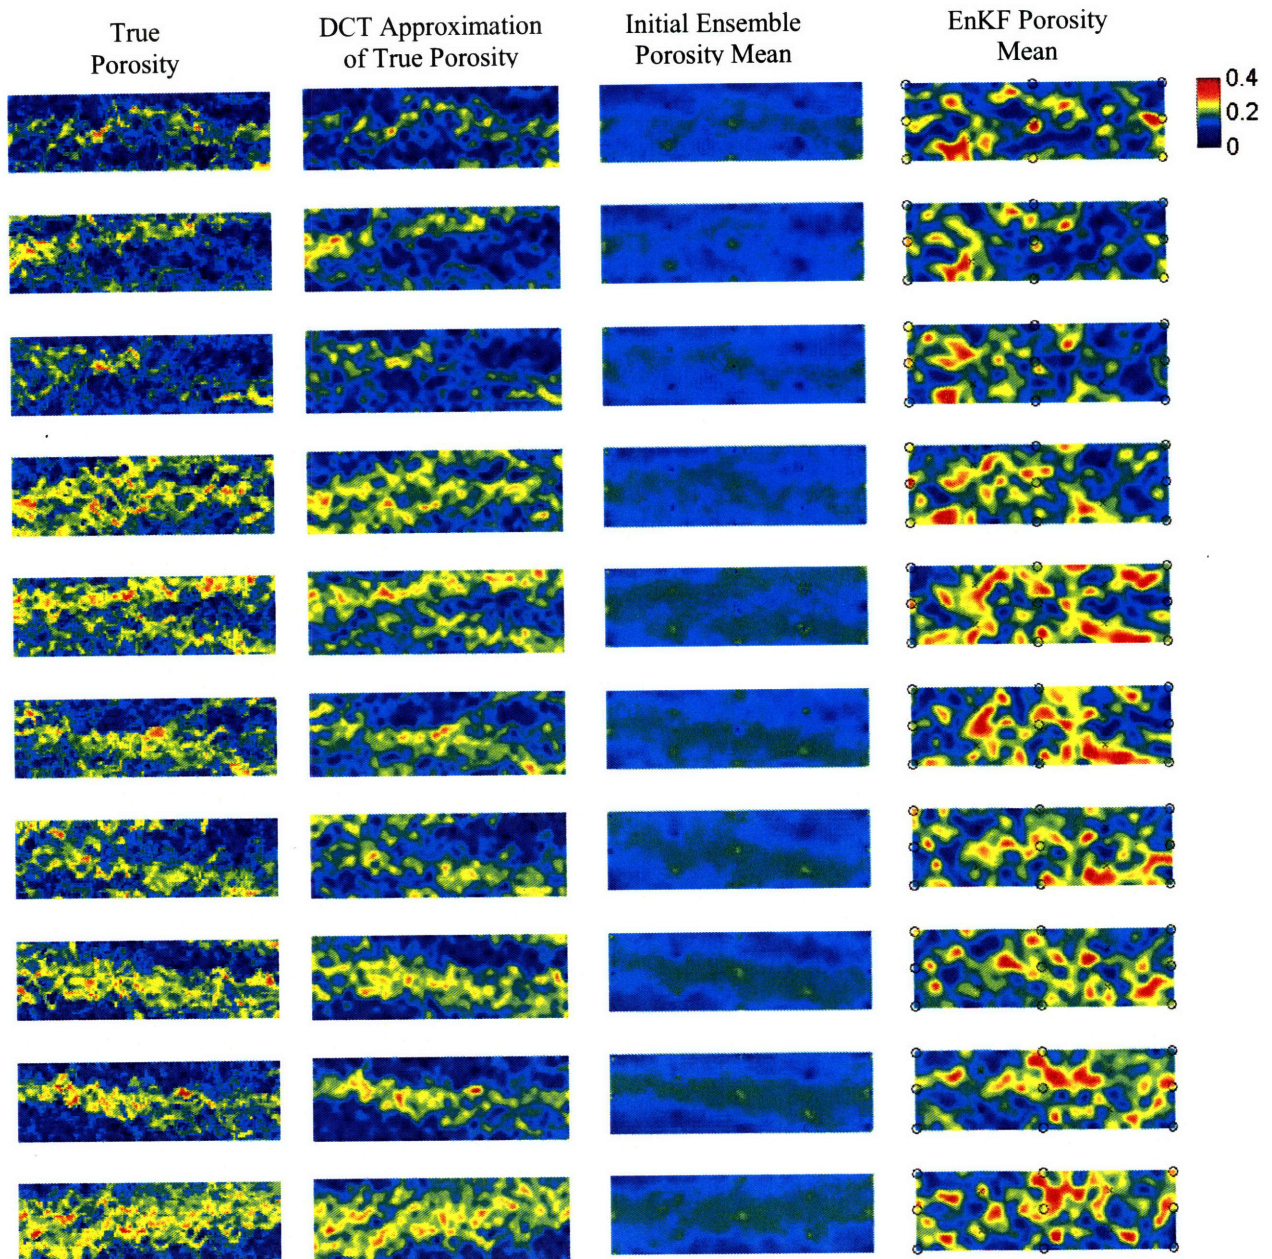 True
Porosity
DCT Approximation
of True Porosity
Initial Ensemble
Porosity Mean
EnKF Porosity
Mean
0.4
0.2
0